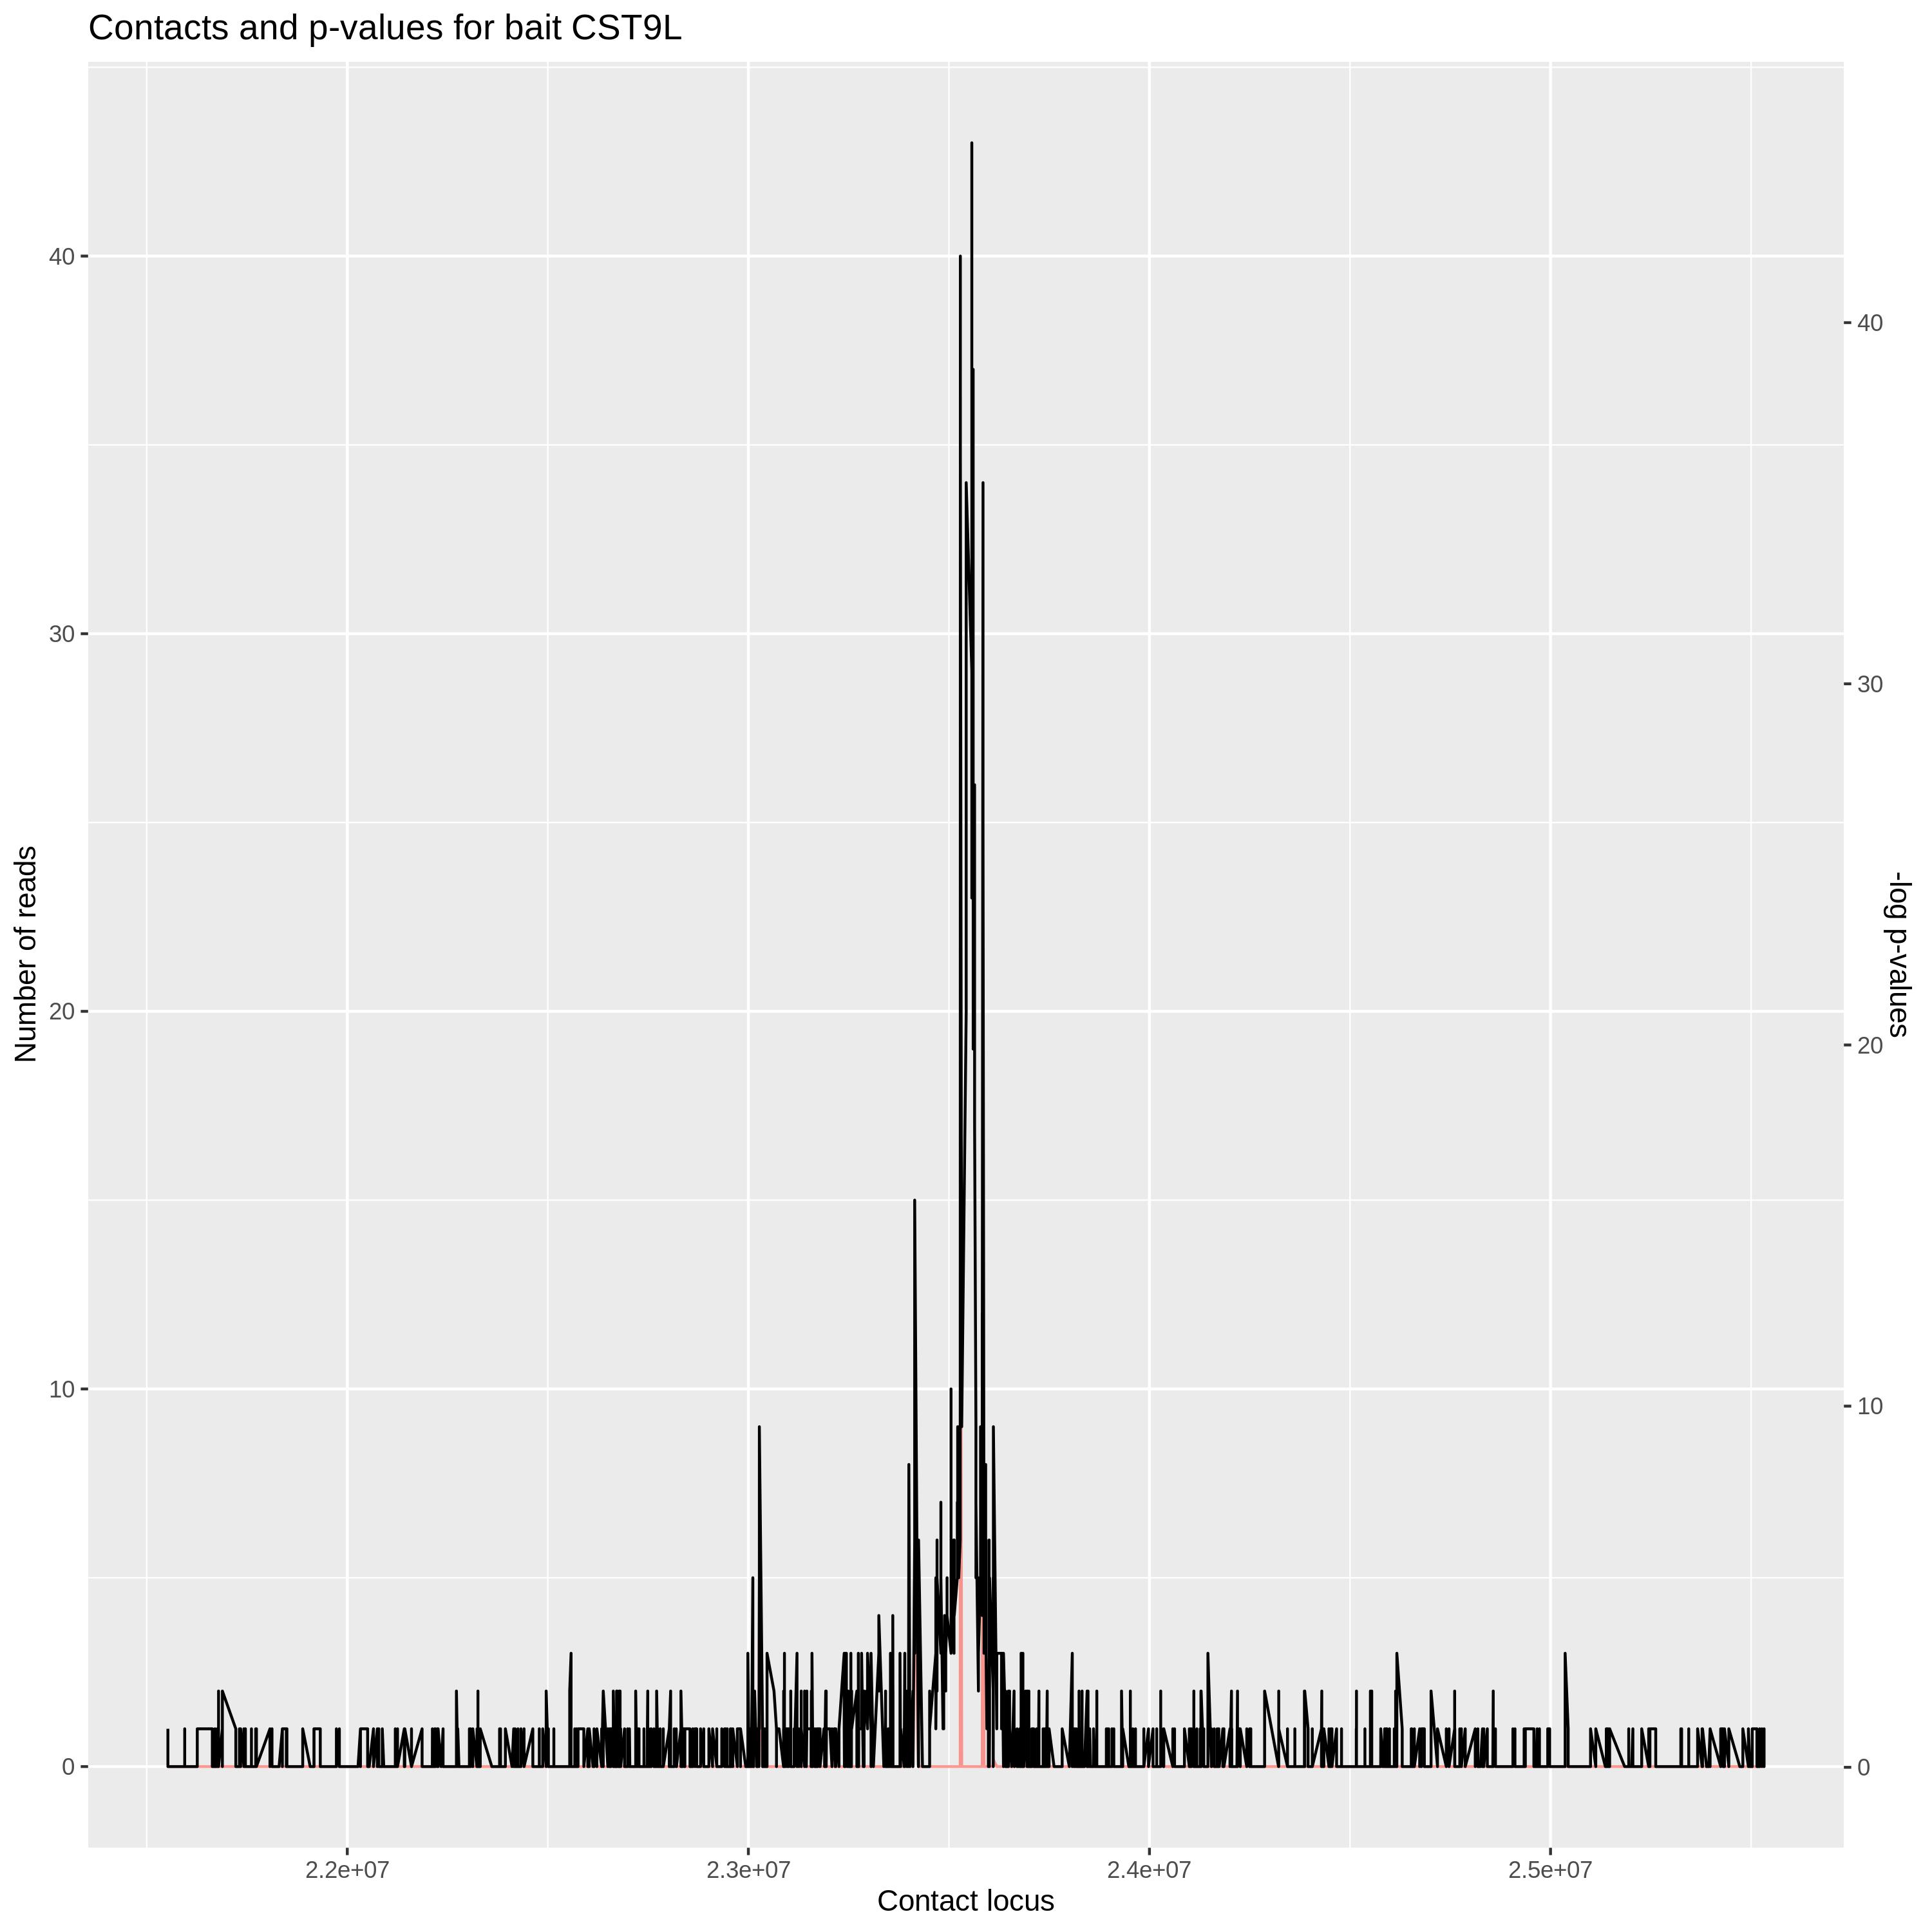 Contacts and p-values for bait CST9L
40
30
20
10
0
Number of reads
40
30
20
10
0
-log p-values
2.2e+07
2.3e+07
2.4e+07
2.5e+07
Contact locus